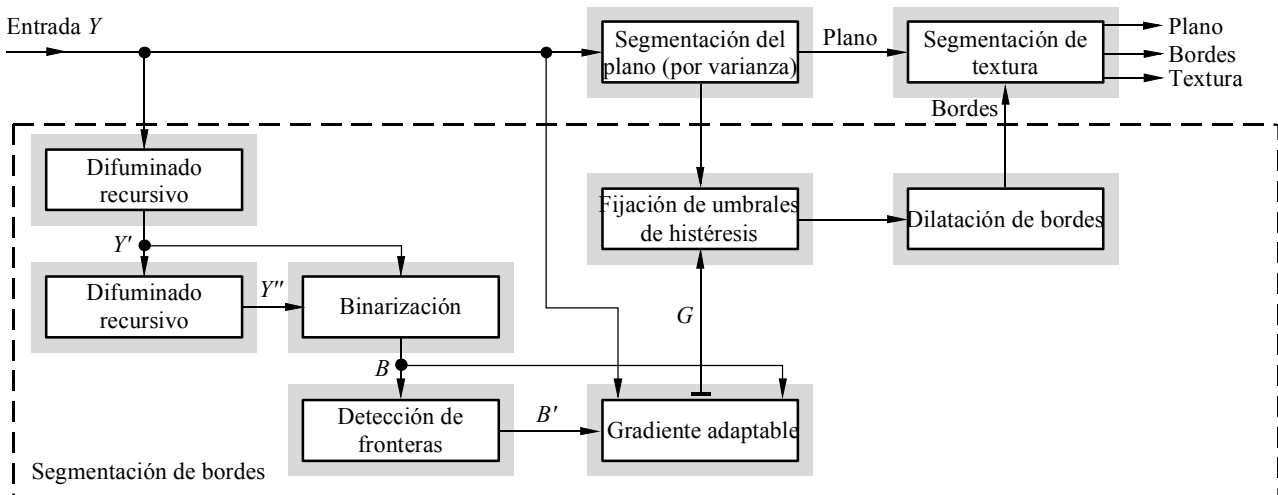 Entrada Y
Segmentación del
plano (por varianza)
Plano
Segmentación de
textura
Plano
Bordes
Textura
Bordes
Difuminado
recursivo
Fijación de umbrales
de histéresis
Dilatación de bordes
Y'
Difuminado
recursivo
Y''
Binarización
G
B
Detección de
fronteras
B'
Gradiente adaptable
Segmentación de bordes